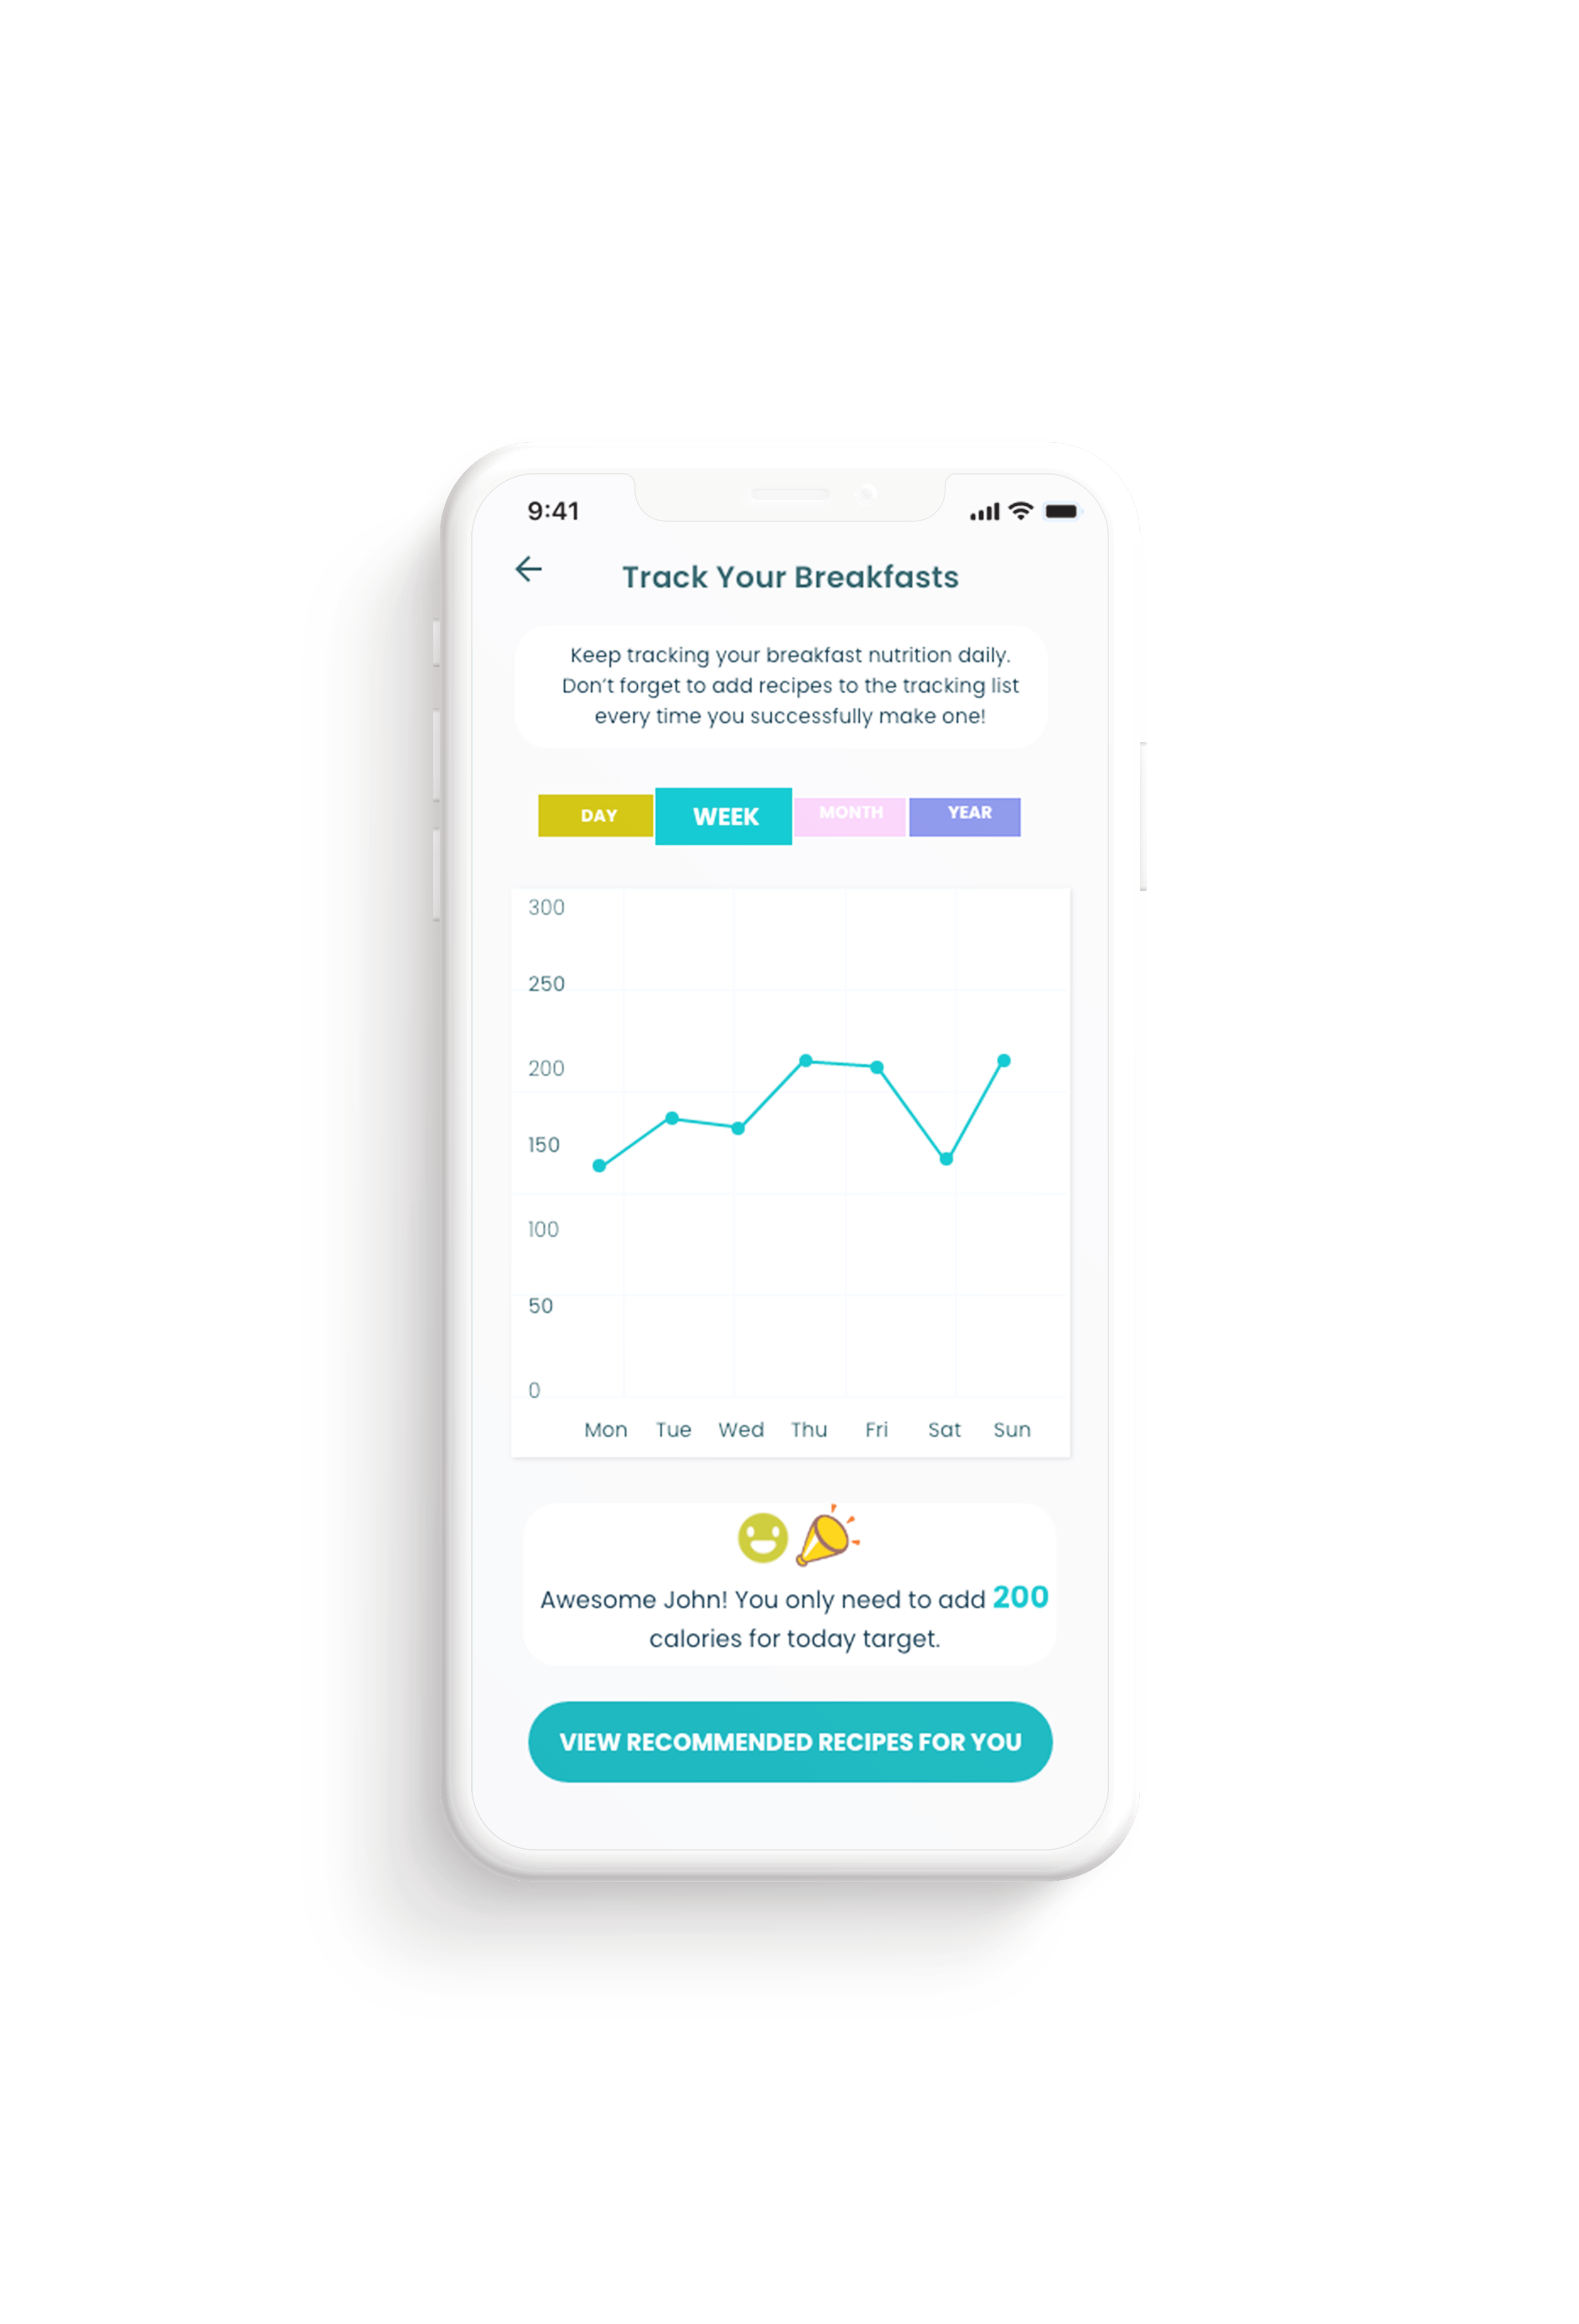 9:41
Track Your Breakfasts
Keep tracking your breakfast nutrition daily.
Don't forget to add recipes to the tracking list
every time you successfully make one!
DAY WEEK MONTH YEAR
300
250
200
150
100
50
0
Mon Tue Wed Thu Fri Sat Sun
Awesome John! You only need to add 200
calories for today target.
VIEW RECOMMENDED RECIPES FOR YOU